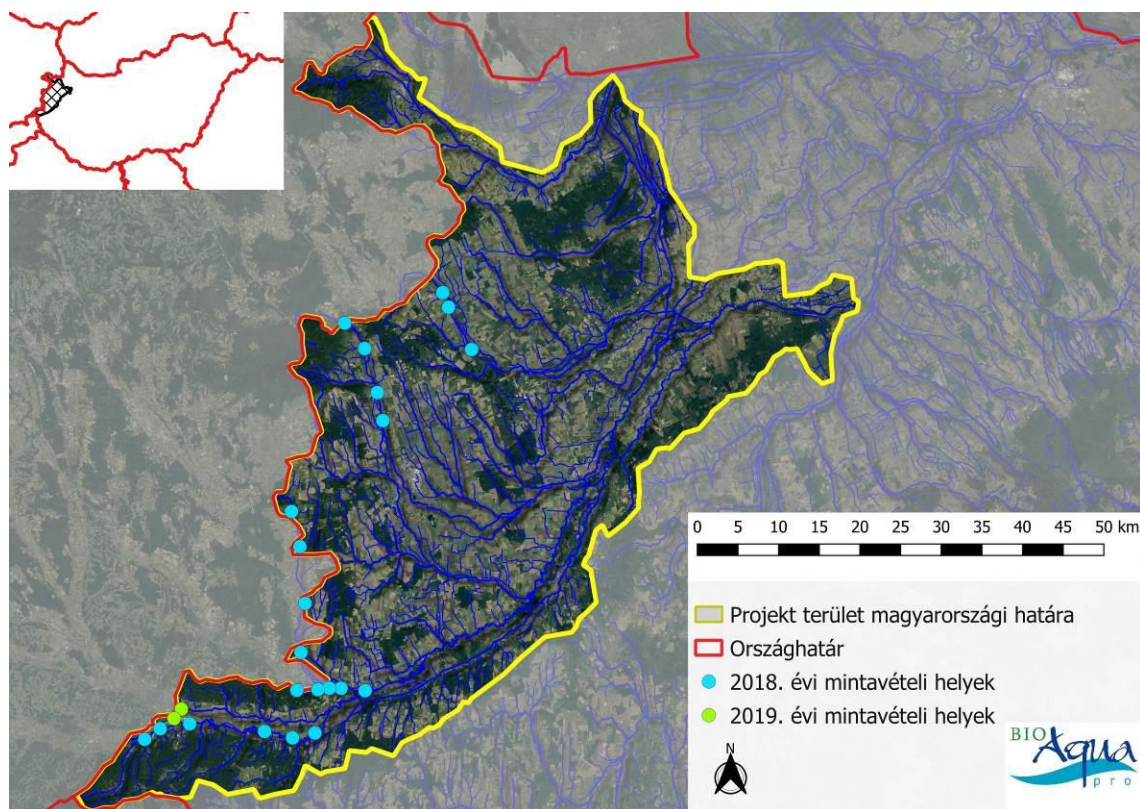 0 5 10 15 20 25 30 35 40 45 50 km
Projekt terület magyarországi határa
Országhatár
2018. évi mintavételi helyek
2019. évi mintavételi helyek
N
BIO
Aqua
pro